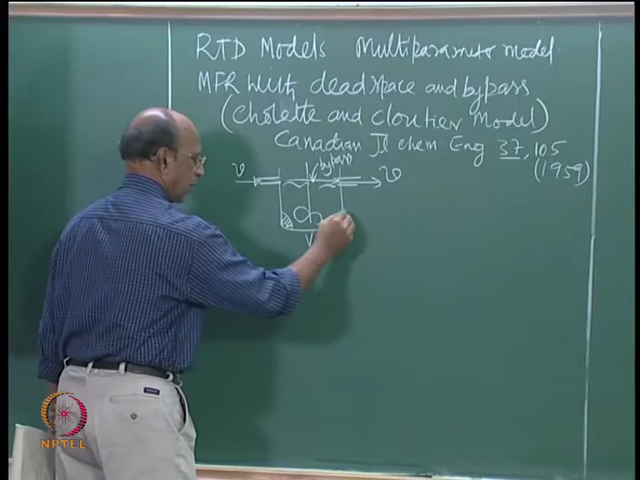 RTD Models Multiparameter model
MFR with dead space and bypass
(Cholette and Cloutier Model)
Canadian Jl chem Eng 37, 105
(1959)
bypass
v
v
V
NPTEL